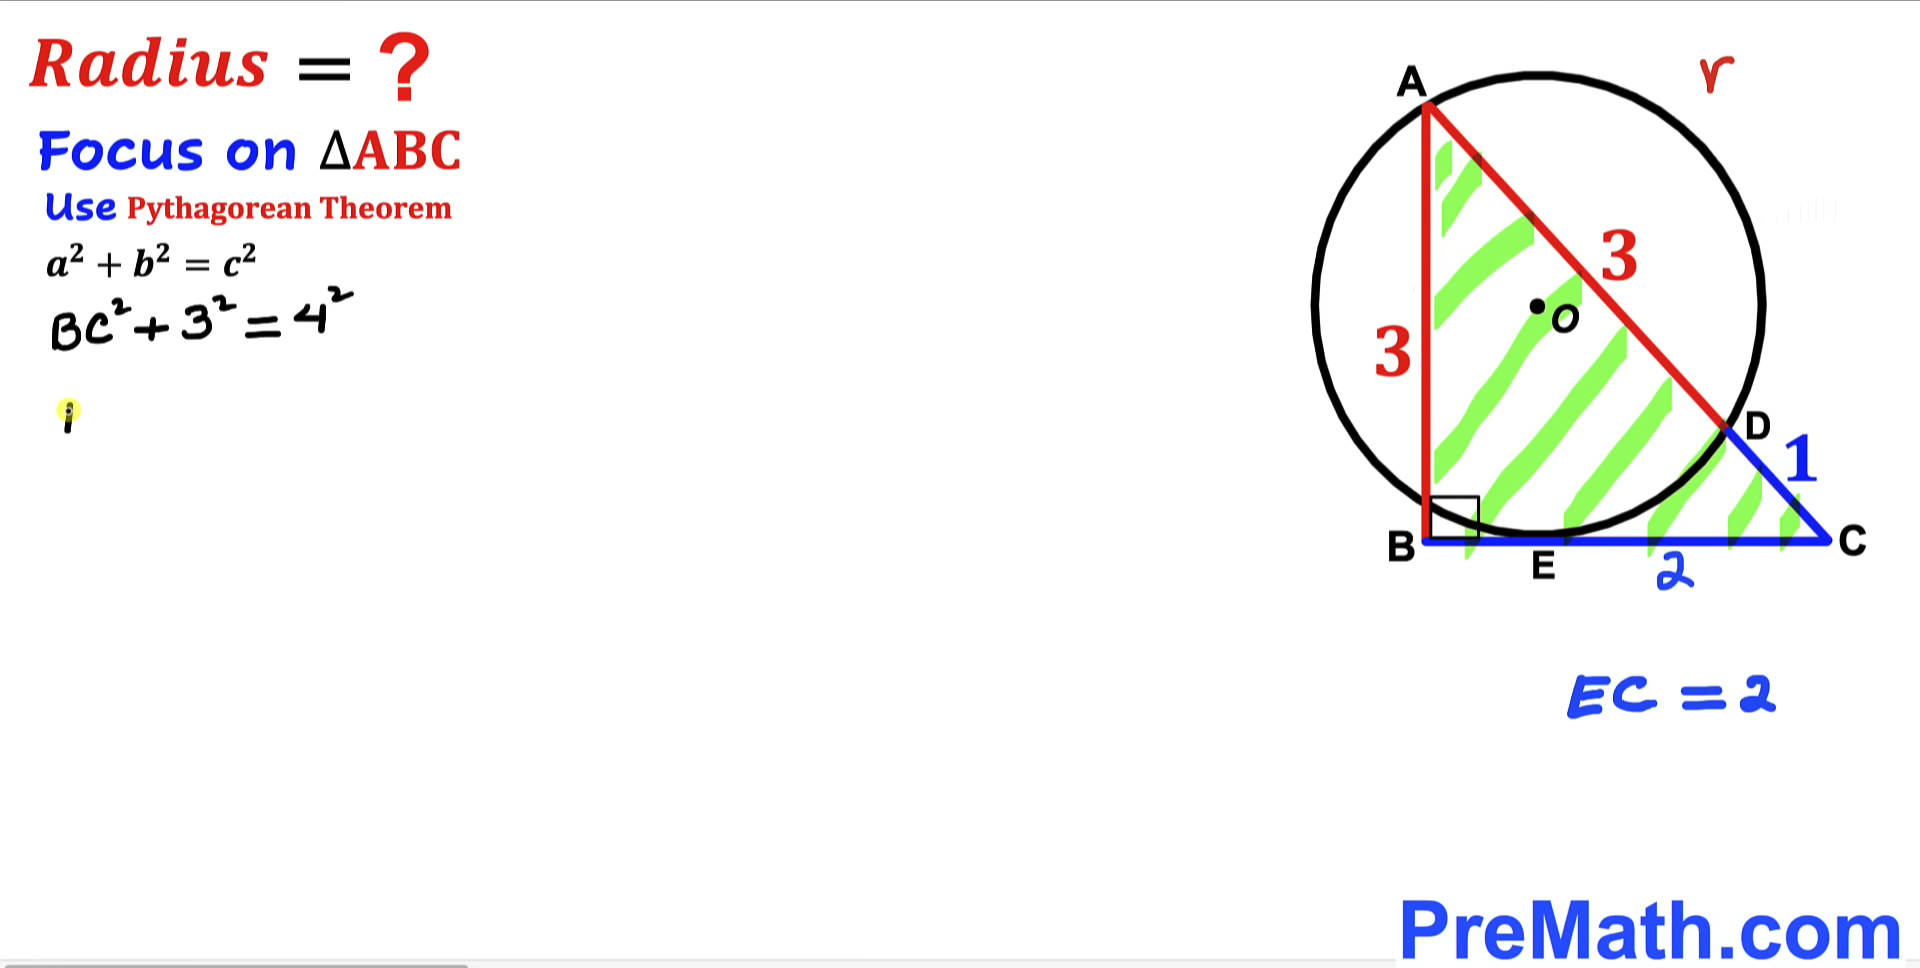 Radius = ?
Focus on ΔABC
Use Pythagorean Theorem
a² + b² = c²
BC² + 3² = 4²
A
r
3
3
O
D
1
B
E
C
2
EC = 2
PreMath.com